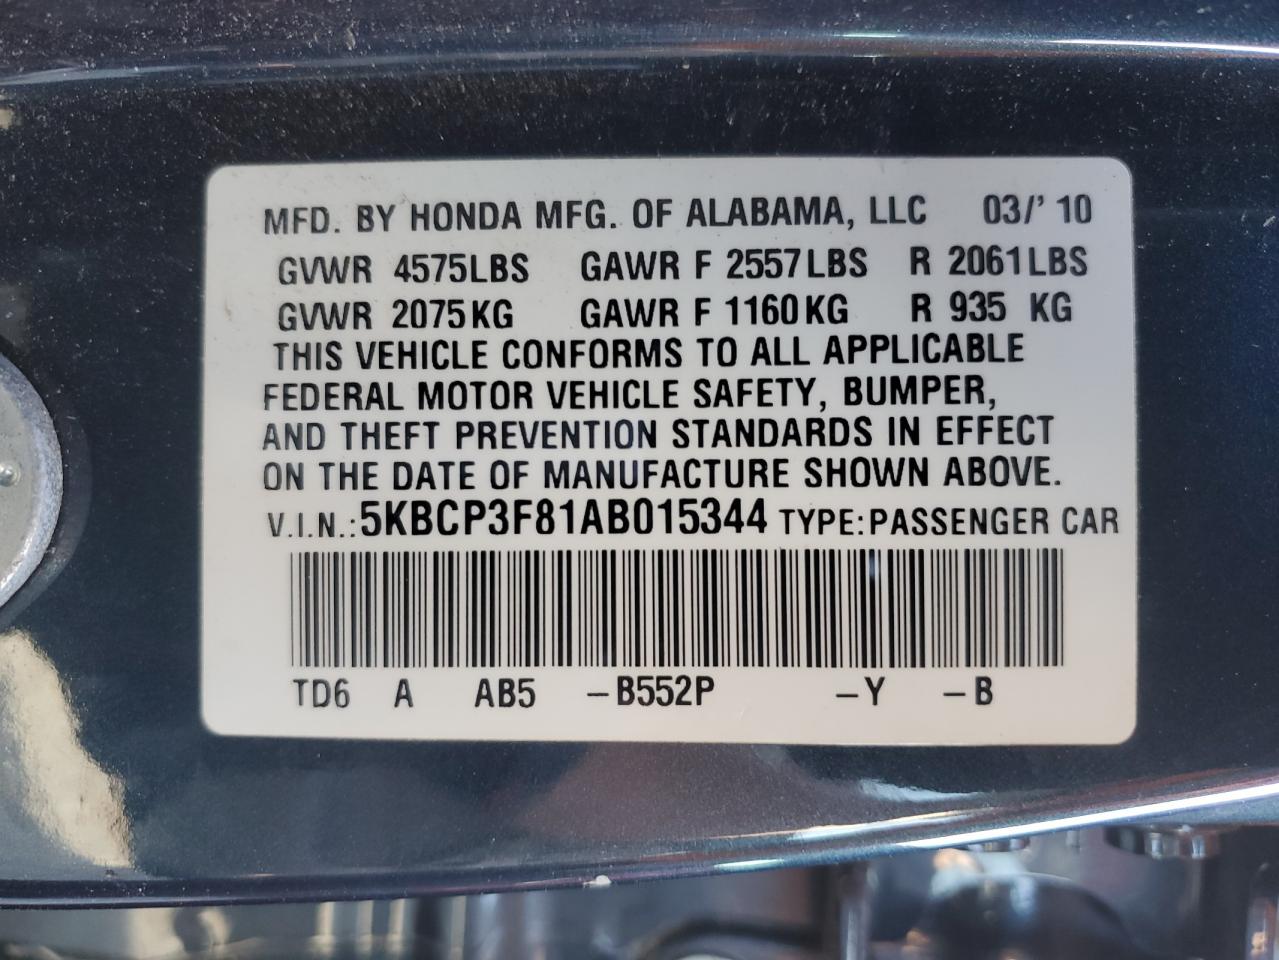 MFD. BY HONDA MFG. OF ALABAMA, LLC 03/' 10
GVWR 4575LBS GAWR F 2557LBS R 2061LBS
GVWR 2075KG GAWR F 1160KG R 935 KG
THIS VEHICLE CONFORMS TO ALL APPLICABLE
FEDERAL MOTOR VEHICLE SAFETY, BUMPER,
AND THEFT PREVENTION STANDARDS IN EFFECT
ON THE DATE OF MANUFACTURE SHOWN ABOVE.
V.I.N.:5KBCP3F81AB015344 TYPE:PASSENGER CAR
TD6 A AB5 -B552P -Y -B